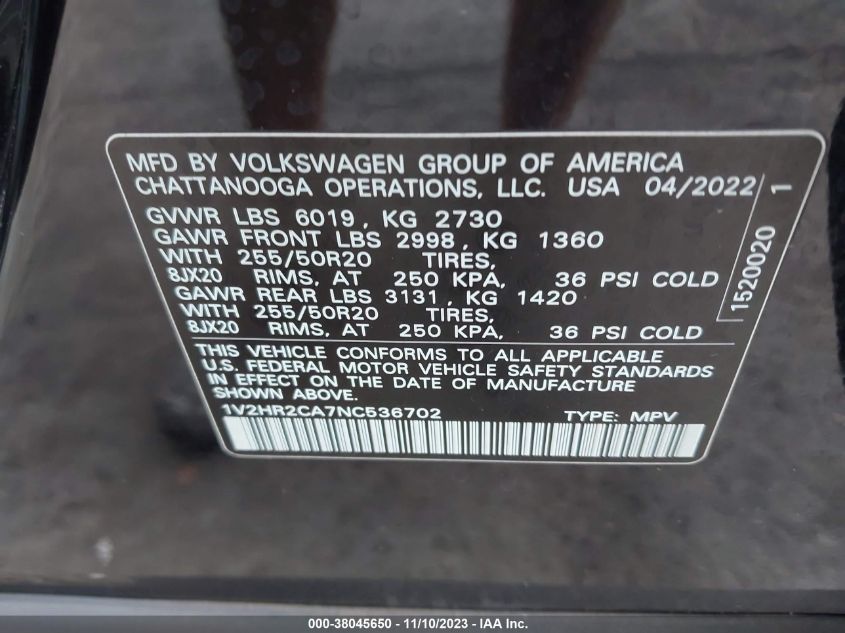 MFD BY VOLKSWAGEN GROUP OF AMERICA
CHATTANOOGA OPERATIONS, LLC. USA 04/2022
GVWR LBS 6019, KG 2730
GAWR FRONT LBS 2998, KG 1360
WITH 255/50R20 TIRES,
8JX20 RIMS, AT 250 KPA, 36 PSI COLD
GAWR REAR LBS 3131, KG 1420
WITH 255/50R20 TIRES,
8JX20 RIMS, AT 250 KPA, 36 PSI COLD
THIS VEHICLE CONFORMS TO ALL APPLICABLE
U.S. FEDERAL MOTOR VEHICLE SAFETY STANDARDS
IN EFFECT ON THE DATE OF MANUFACTURE
SHOWN ABOVE.
1V2HR2CA7NC536702 TYPE: MPV
1520020 1
000-38045650 - 11/10/2023 - IAA Inc.